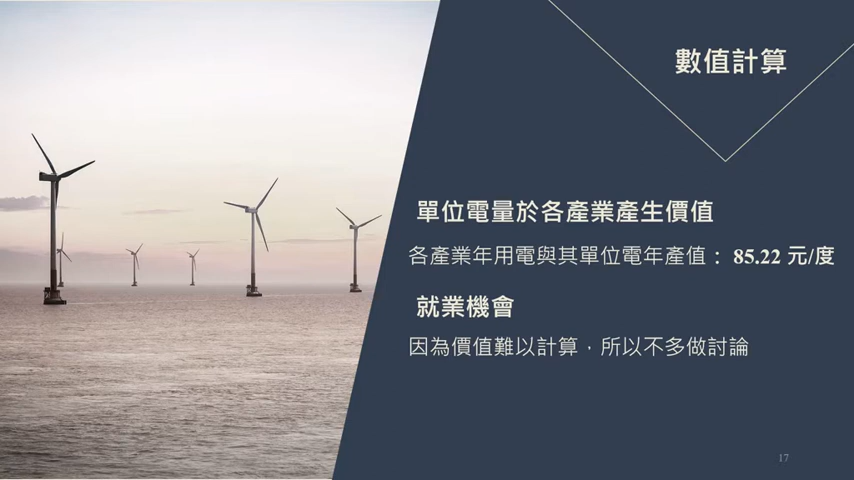 數值計算
單位電量於各產業產生價值
各產業年用電與其單位電年產值： 85.22 元/度
就業機會
因為價值難以計算，所以不多做討論
17